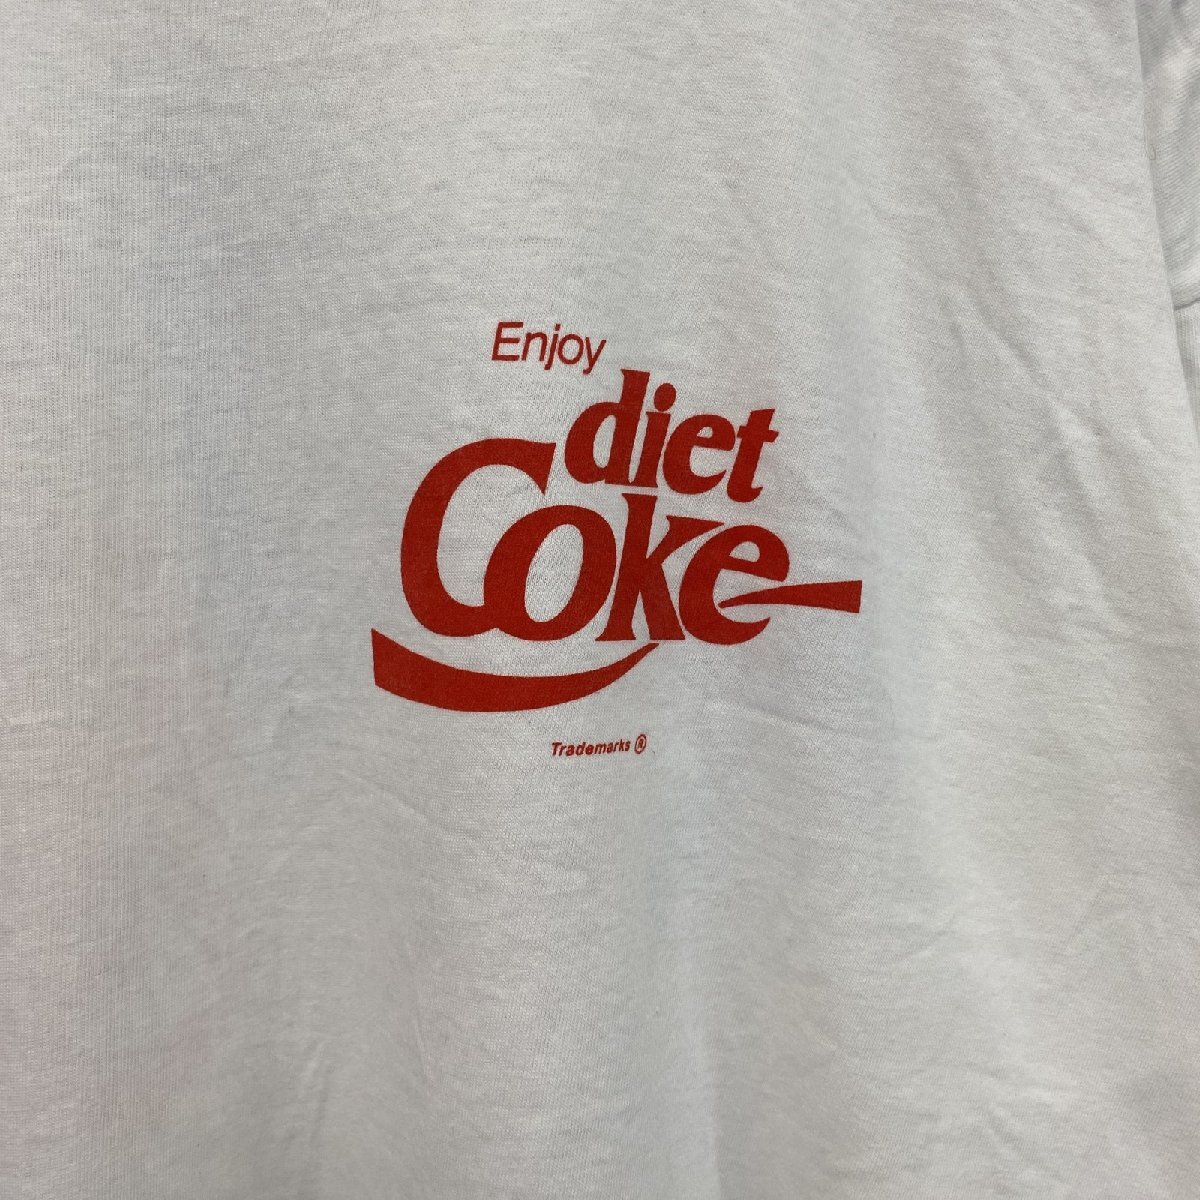 Enjoy
diet
Coke
Trademarks ®